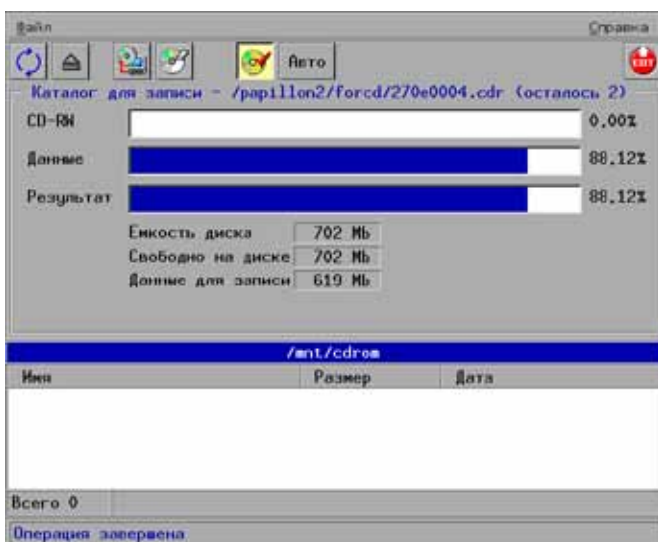 Файл Справка
Авто EXIT
Каталог для записи - /papillon2/forcd/270e0004.cdr (осталось 2)
CD-RW 0.00%
Данные 88.12%
Результат 88.12%
Емкость диска 702 Mb
Свободно на диске 702 Mb
Данные для записи 619 Mb
/mnt/cdrom
Имя Размер Дата
Всего 0
Операция завершена